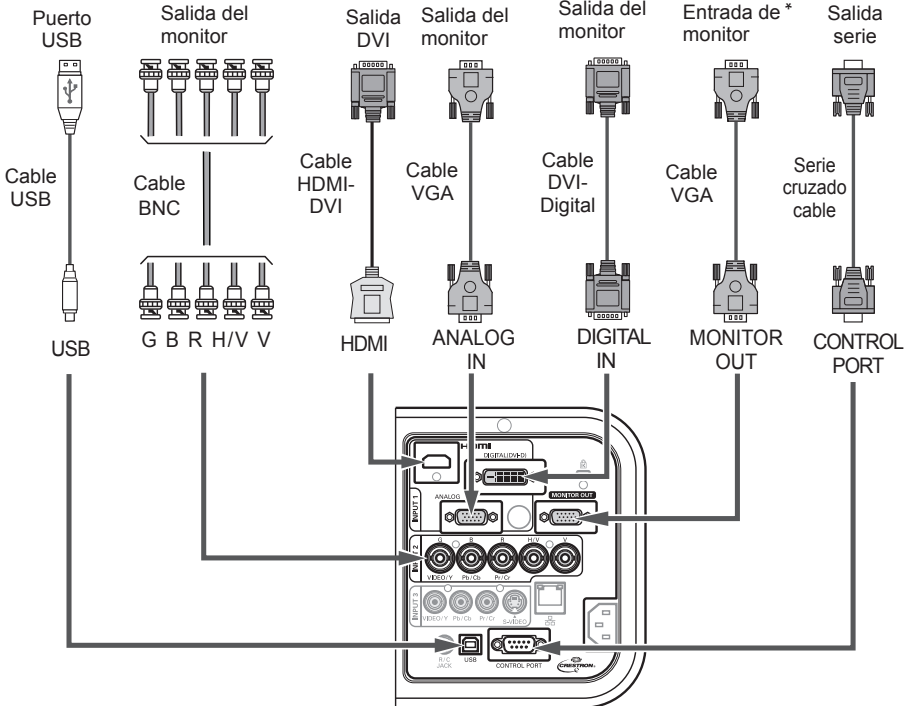 Puerto
USB
Salida del
monitor
Salida
DVI
Salida del
monitor
Salida del
monitor
Entrada de *
monitor
Salida
serie
Cable
USB
Cable
BNC
Cable
HDMI-
DVI
Cable
VGA
Cable
DVI-
Digital
Cable
VGA
Serie
cruzado
cable
USB
G B R H/V V
HDMI
ANALOG
IN
DIGITAL
IN
MONITOR
OUT
CONTROL
PORT
HDMI
DIGITAL(DVI-D)
INPUT 1
ANALOG
MONITOR OUT
INPUT 2
G B R H/V V
VIDEO/Y Pb/Cb Pr/Cr
INPUT 3
VIDEO/Y Pb/Cb Pr/Cr S-VIDEO
R/C
JACK
USB
CONTROL PORT
CRESTRON